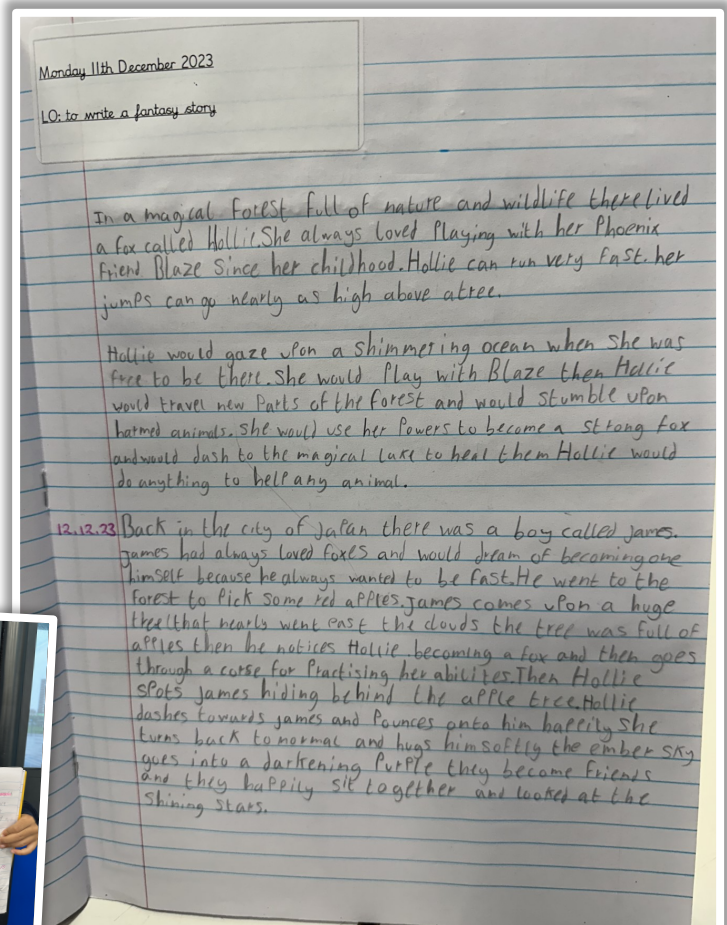 Monday 11th December 2023
LO: to write a fantasy story
In a magical forest full of nature and wildlife there lived
a fox called Hollie. She always loved Playing with her Phoenix
friend Blaze Since her childhood. Hollie can run very fast. her
jumps can go nearly as high above a tree.
Hollie would gaze upon a shimmering ocean when she was
free to be there. She would Play with Blaze then Hollie
would travel new Parts of the forest and would stumble upon
harmed animals. She would use her Powers to become a strong fox
and would dash to the magical lake to heal them Hollie would
do anything to help any animal.
12.12.23 Back in the city of Japan there was a boy called James.
James had always loved foxes and would dream of becoming one
himself because he always wanted to be fast. He went to the
forest to Pick some red apples. James comes upon a huge
tree (that nearly went Past the clouds the tree was full of
apples then he notices Hollie becoming a fox and then goes
through a corse for Practising her abilites. Then Hollie
spots James hiding behind the apple tree. Hollie
dashes towards James and Pounces onto him happily she
turns back to normal and hugs him softly the ember sky
goes into a darkening Purple they become friends
and they happily sit together and looked at the
shining stars.